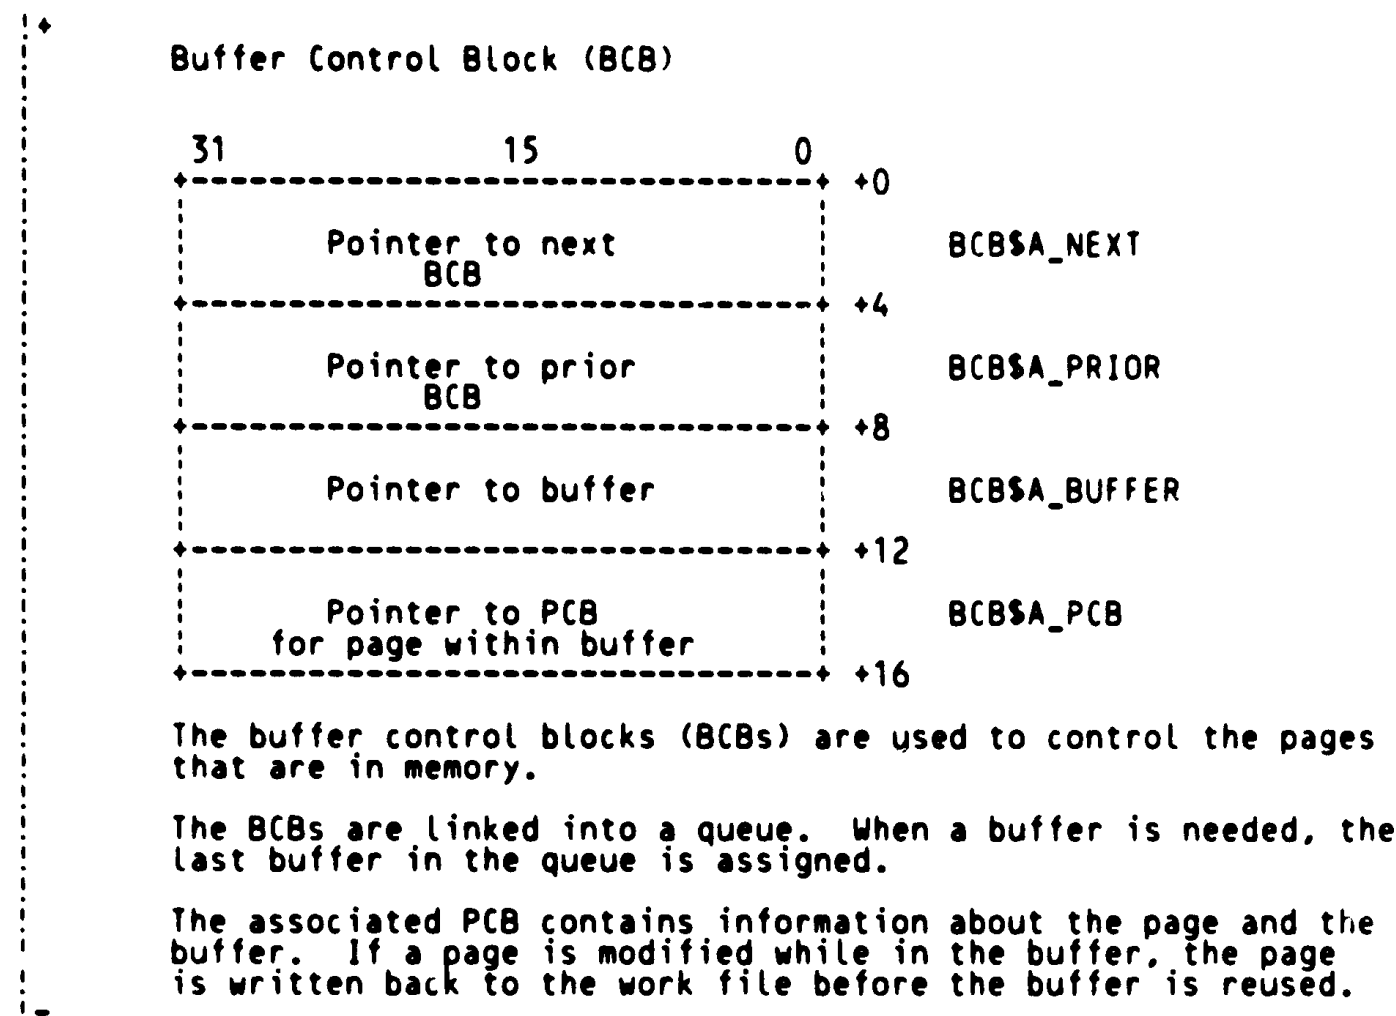 !+
Buffer Control Block (BCB)
31 15 0
+---------------------------------+ +0
Pointer to next BCB$A_NEXT
BCB
+---------------------------------+ +4
Pointer to prior BCB$A_PRIOR
BCB
+---------------------------------+ +8
Pointer to buffer BCB$A_BUFFER
+---------------------------------+ +12
Pointer to PCB BCB$A_PCB
for page within buffer
+---------------------------------+ +16
The buffer control blocks (BCBs) are used to control the pages
that are in memory.
The BCBs are linked into a queue. When a buffer is needed, the
last buffer in the queue is assigned.
The associated PCB contains information about the page and the
buffer. If a page is modified while in the buffer, the page
is written back to the work file before the buffer is reused.
!-